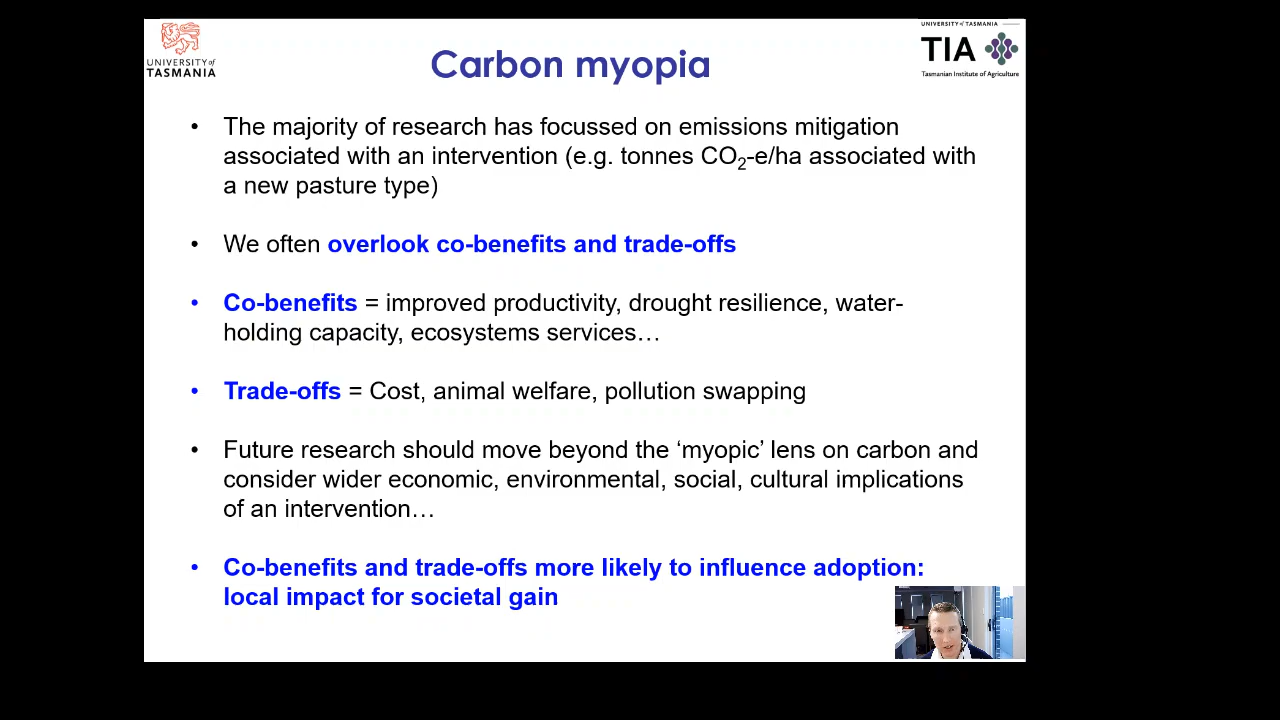 UNIVERSITY of
TASMANIA
UNIVERSITY of TASMANIA
TIA
Tasmanian Institute of Agriculture
Carbon myopia
• The majority of research has focussed on emissions mitigation
associated with an intervention (e.g. tonnes CO₂-e/ha associated with
a new pasture type)
• We often overlook co-benefits and trade-offs
• Co-benefits = improved productivity, drought resilience, water-
holding capacity, ecosystems services…
• Trade-offs = Cost, animal welfare, pollution swapping
• Future research should move beyond the ‘myopic’ lens on carbon and
consider wider economic, environmental, social, cultural implications
of an intervention…
• Co-benefits and trade-offs more likely to influence adoption:
local impact for societal gain